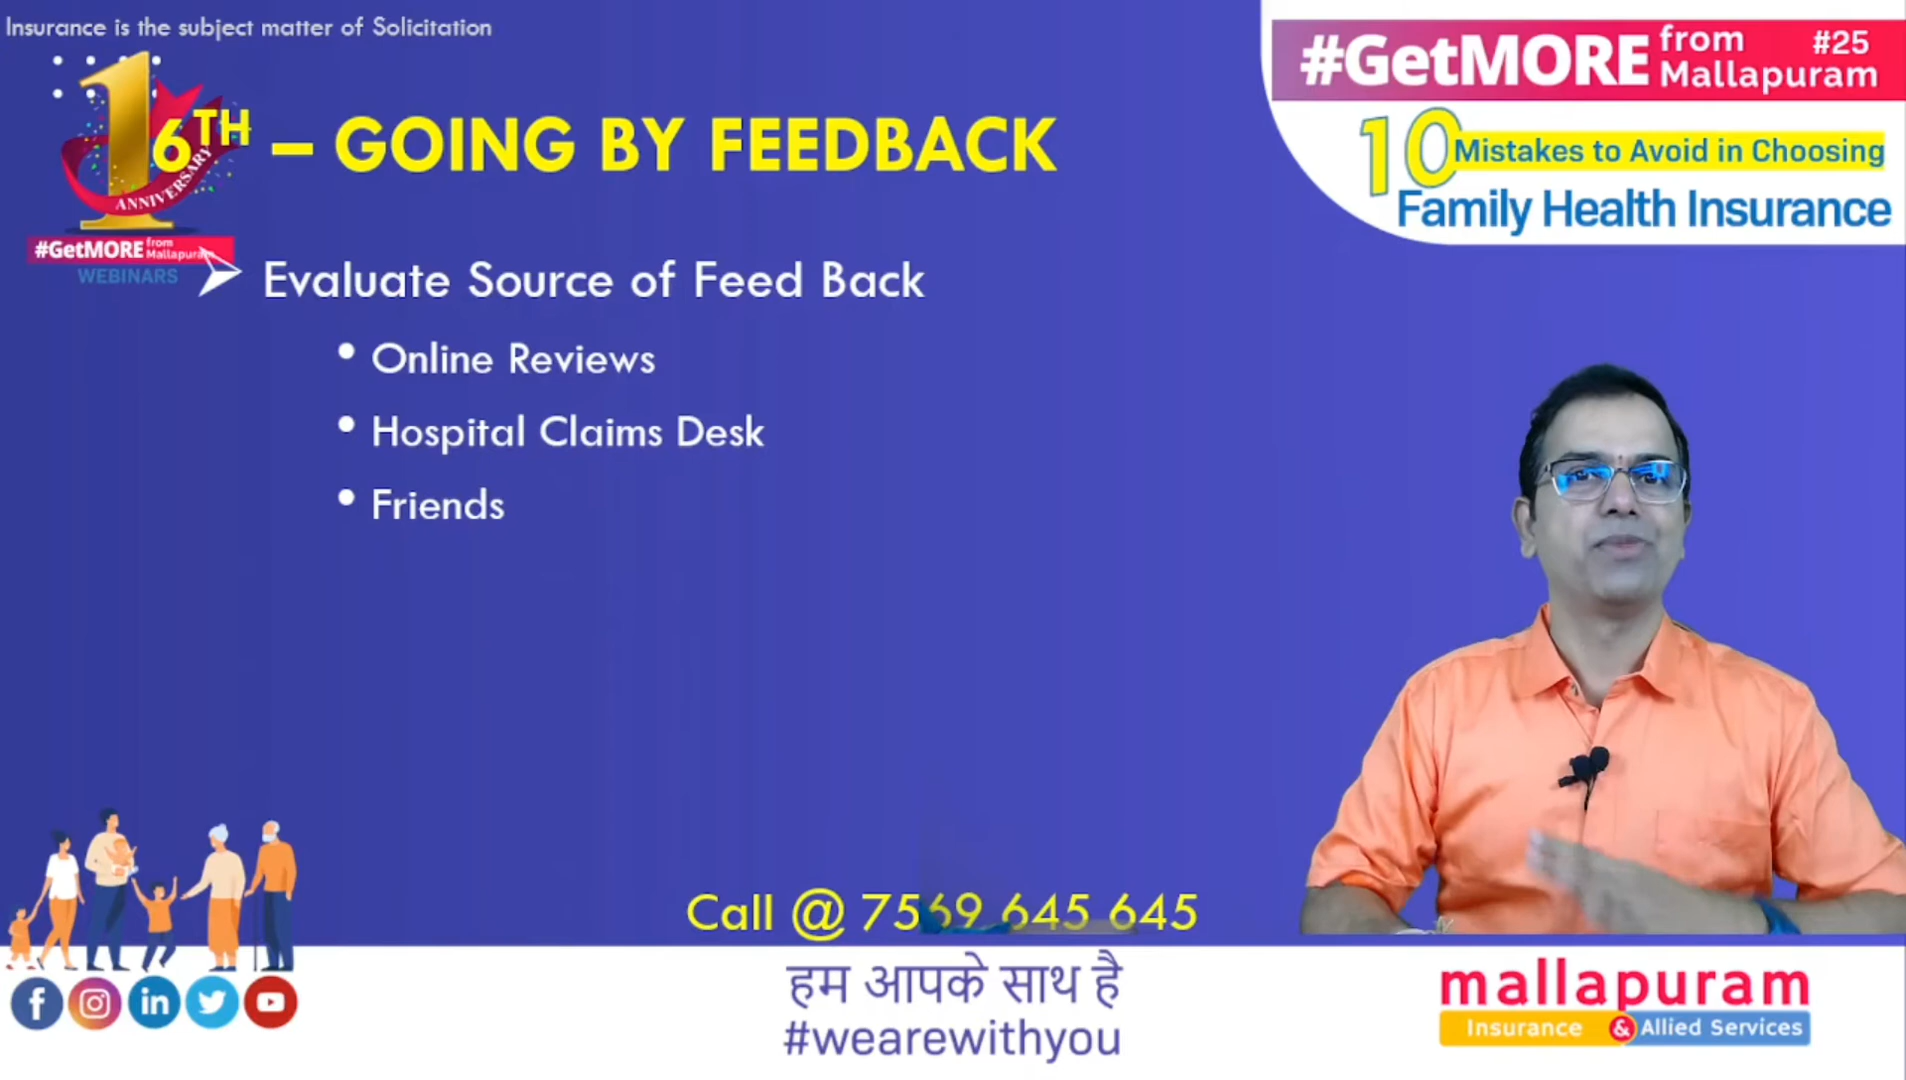 Insurance is the subject matter of Solicitation
#GetMORE from Mallapuram #25
10 Mistakes to Avoid in Choosing
Family Health Insurance
1
ANNIVERSARY
#GetMORE from Mallapuram
WEBINARS
6TH – GOING BY FEEDBACK
Evaluate Source of Feed Back
• Online Reviews
• Hospital Claims Desk
• Friends
Call @ 7569 645 645
हम आपके साथ है
#wearewithyou
mallapuram
Insurance & Allied Services